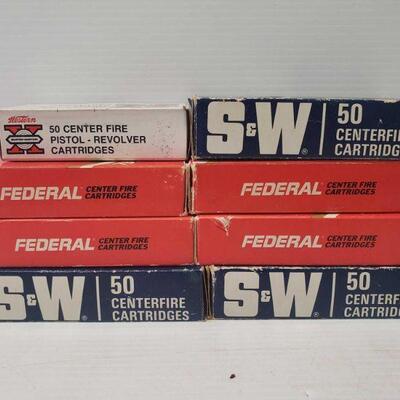 Western
X
50 CENTER FIRE
PISTOL - REVOLVER
CARTRIDGES
S&W®
50
CENTERFIRE
CARTRIDGES
FEDERAL® CENTER FIRE
CARTRIDGES
FEDERAL® CENTER FIRE
CARTRIDGES
FEDERAL® CENTER FIRE
CARTRIDGES
FEDERAL® CENTER FIRE
CARTRIDGES
S&W®
50
CENTERFIRE
CARTRIDGES
S&W®
50
CENTERFIRE
CARTRIDGES